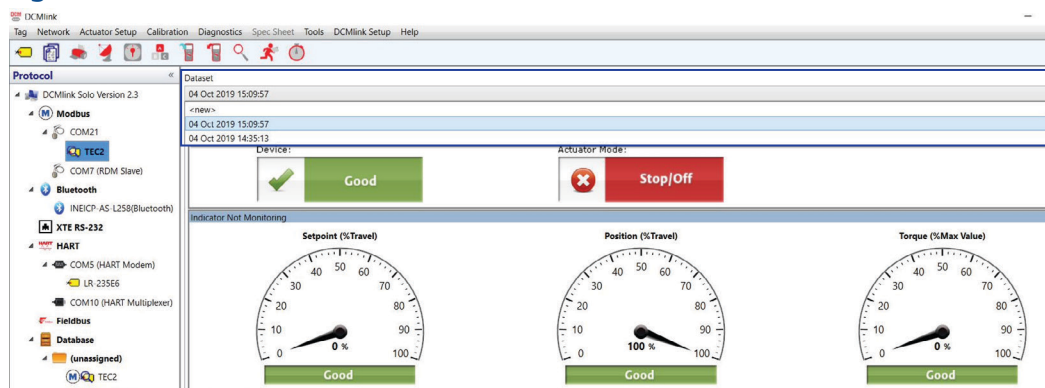 DCMlink
Tag Network Actuator Setup Calibration Diagnostics Spec Sheet Tools DCMlink Setup Help
Protocol «
DCMlink Solo Version 2.3
Modbus
COM21
TEC2
COM7 (RDM Slave)
Bluetooth
INEICP-AS-L258(Bluetooth)
XTE RS-232
HART
COM5 (HART Modem)
LR-235E6
COM10 (HART Multiplexer)
Fieldbus
Database
(unassigned)
TEC2
Dataset
04 Oct 2019 15:09:57
<new>
04 Oct 2019 15:09:57
04 Oct 2019 14:35:13
Device:
Good
Actuator Mode:
Stop/Off
Indicator Not Monitoring
Setpoint (%Travel)
0 10 20 30 40 50 60 70 80 90 100
0 %
Good
Position (%Travel)
0 10 20 30 40 50 60 70 80 90 100
100 %
Good
Torque (%Max Value)
0 10 20 30 40 50 60 70 80 90 100
0 %
Good